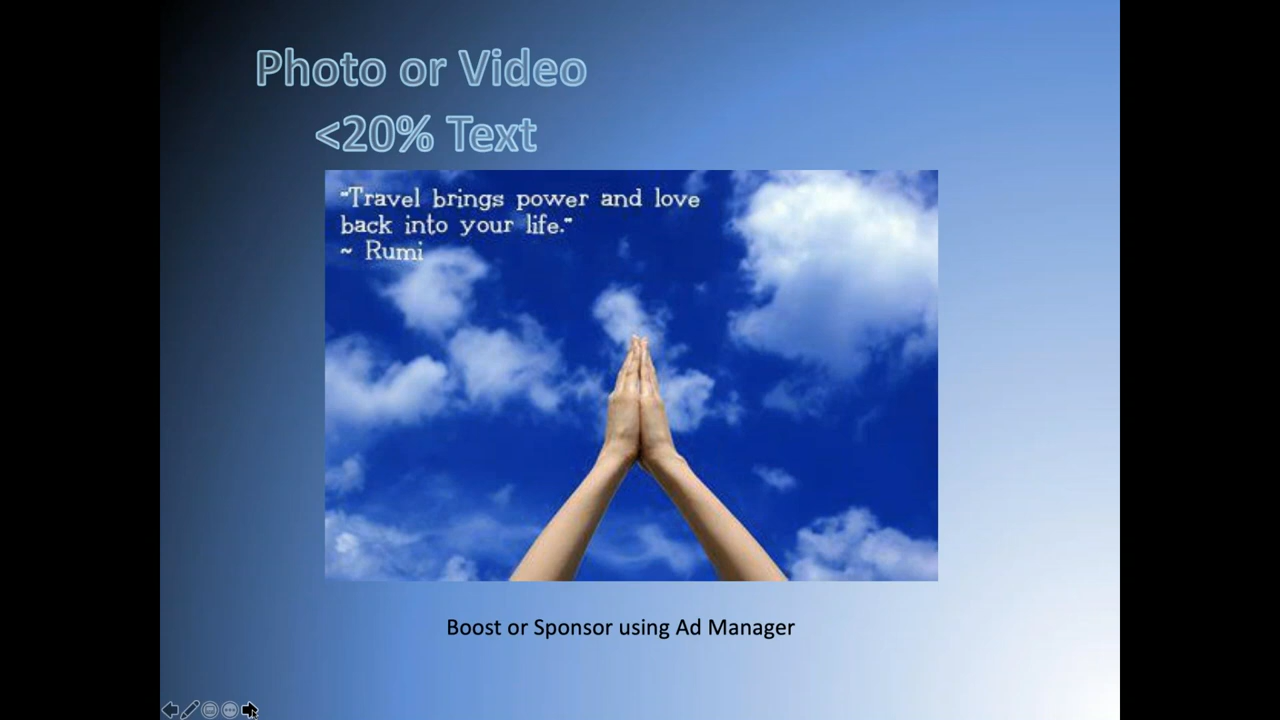 Photo or Video
<20% Text
"Travel brings power and love
back into your life."
~ Rumi
Boost or Sponsor using Ad Manager